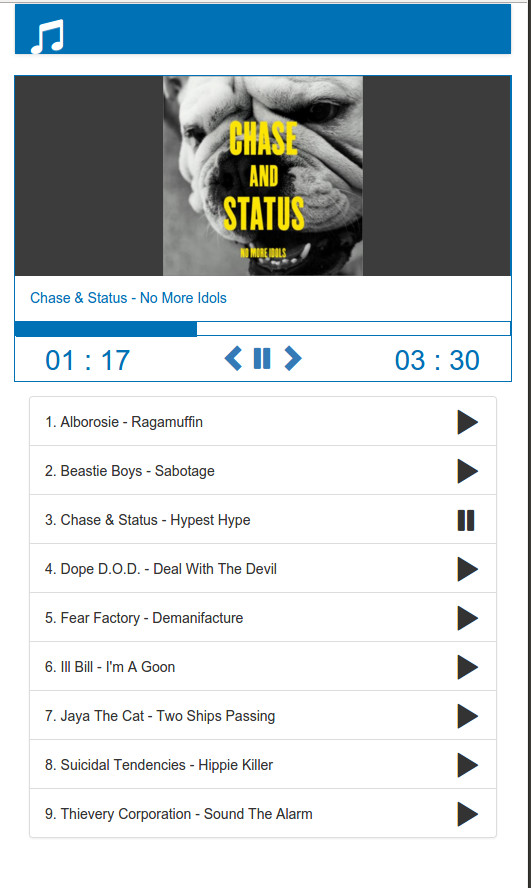 CHASE
AND
STATUS
NO MORE IDOLS
Chase & Status - No More Idols
01 : 17
03 : 30
1. Alborosie - Ragamuffin
2. Beastie Boys - Sabotage
3. Chase & Status - Hypest Hype
4. Dope D.O.D. - Deal With The Devil
5. Fear Factory - Demanifacture
6. Ill Bill - I'm A Goon
7. Jaya The Cat - Two Ships Passing
8. Suicidal Tendencies - Hippie Killer
9. Thievery Corporation - Sound The Alarm